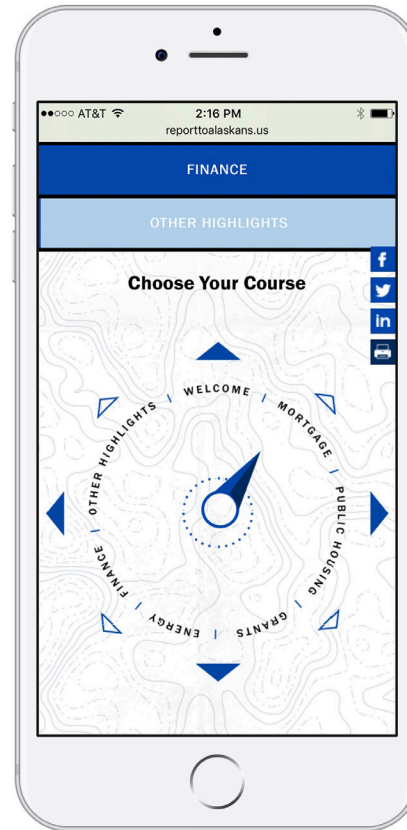 AT&T 2:16 PM
reporttoalaskans.us
FINANCE
OTHER HIGHLIGHTS
f
in
Choose Your Course
WELCOME
MORTGAGE
PUBLIC HOUSING
GRANTS
ENERGY
FINANCE
OTHER HIGHLIGHTS